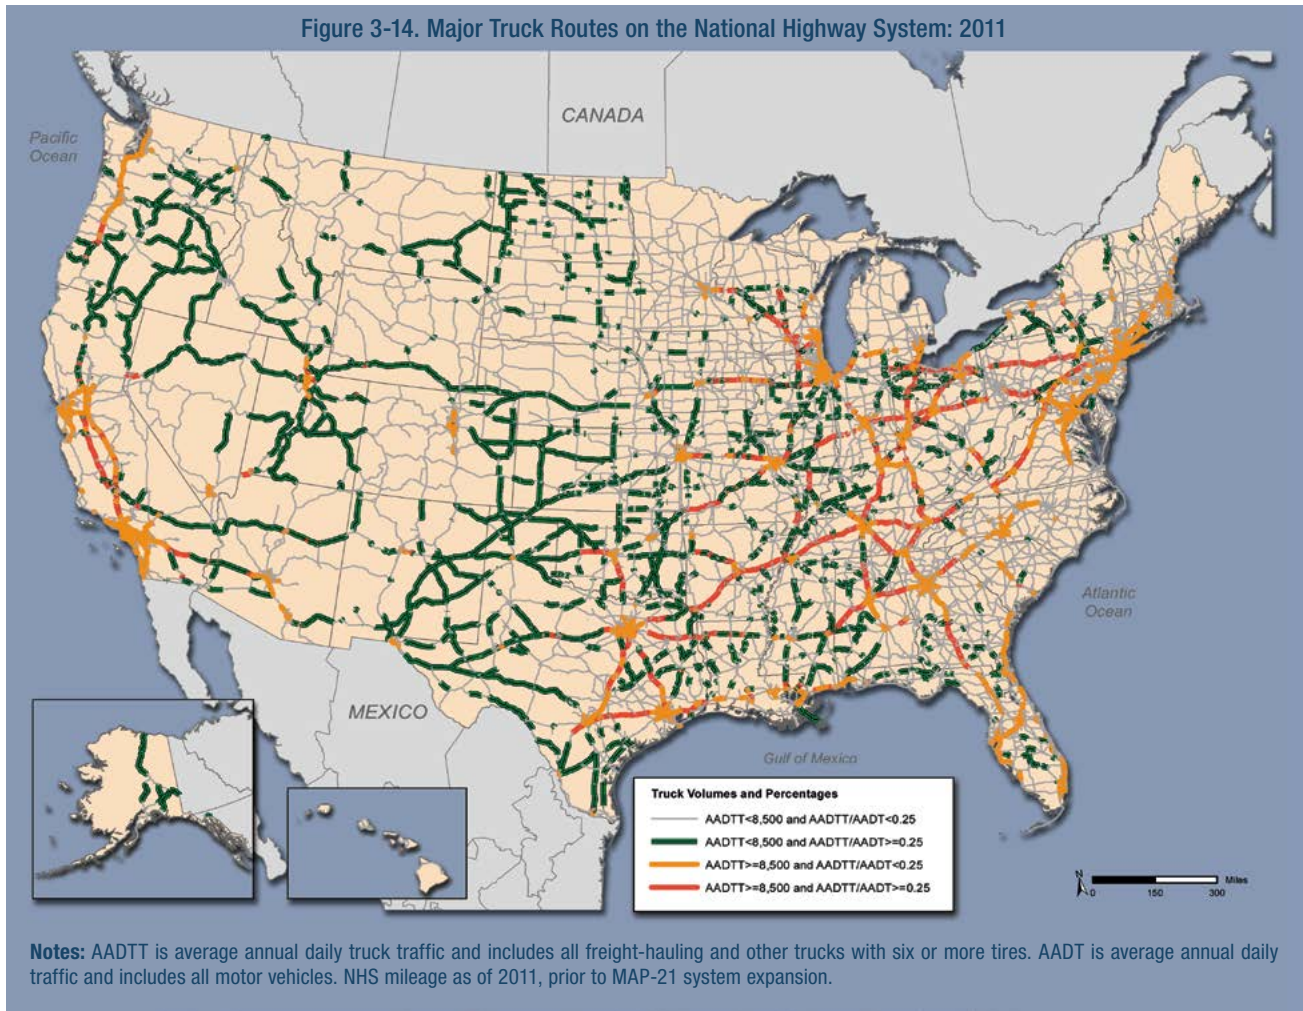 Figure 3-14. Major Truck Routes on the National Highway System: 2011
CANADA
Pacific
Ocean
Atlantic
Ocean
MEXICO
Gulf of Mexico
Truck Volumes and Percentages
AADTT<8,500 and AADTT/AADT<0.25
AADTT<8,500 and AADTT/AADT>=0.25
AADTT>=8,500 and AADTT/AADT<0.25
AADTT>=8,500 and AADTT/AADT>=0.25
N
Miles
0 150 300
Notes: AADTT is average annual daily truck traffic and includes all freight-hauling and other trucks with six or more tires. AADT is average annual daily
traffic and includes all motor vehicles. NHS mileage as of 2011, prior to MAP-21 system expansion.